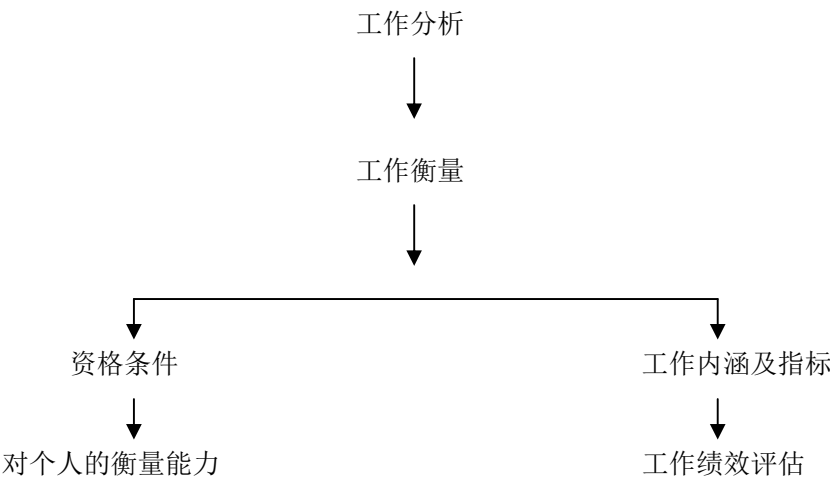 工作分析
工作衡量
资格条件
工作内涵及指标
对个人的衡量能力
工作绩效评估